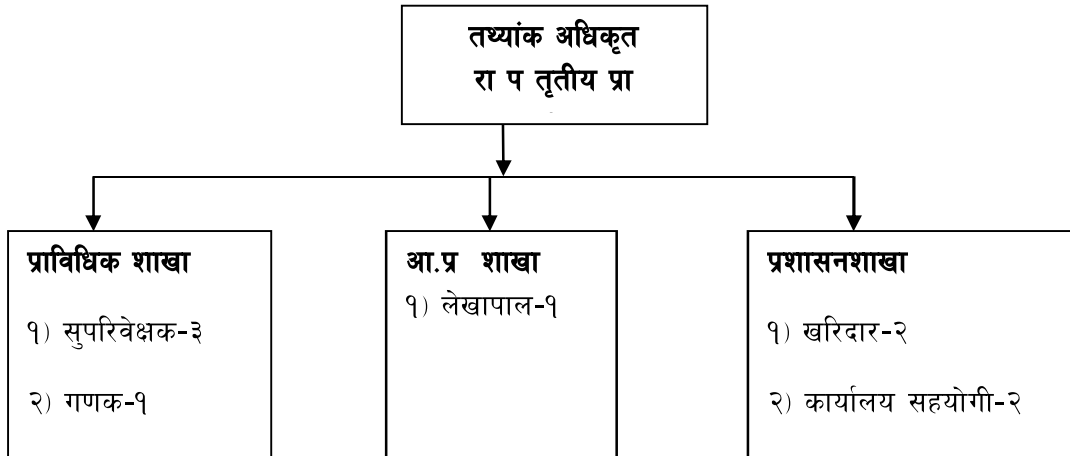 तथ्यांक अधिकृत
रा प तृतीय प्रा
प्राविधिक शाखा
१) सुपरिवेक्षक-३
२) गणक-१
आ.प्र शाखा
१) लेखापाल-१
प्रशासनशाखा
१) खरिदार-२
२) कार्यालय सहयोगी-२